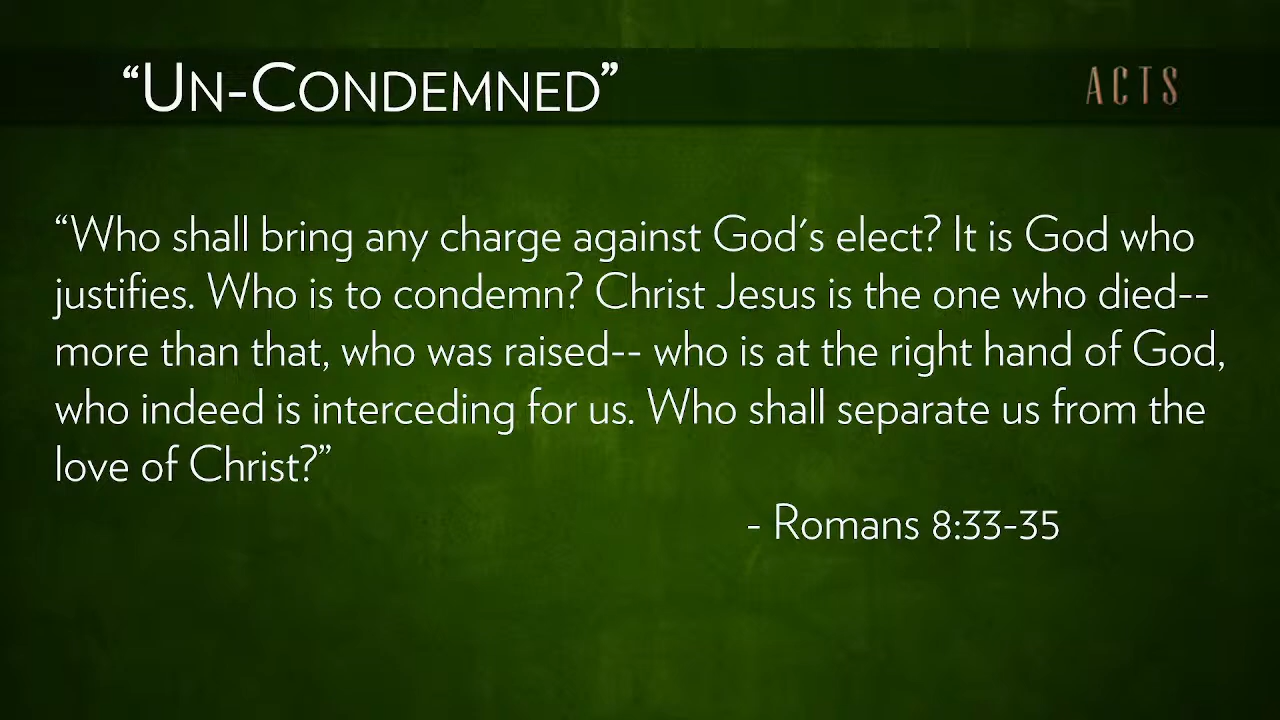 “Un-Condemned”
ACTS
“Who shall bring any charge against God's elect? It is God who
justifies. Who is to condemn? Christ Jesus is the one who died--
more than that, who was raised-- who is at the right hand of God,
who indeed is interceding for us. Who shall separate us from the
love of Christ?”
- Romans 8:33-35